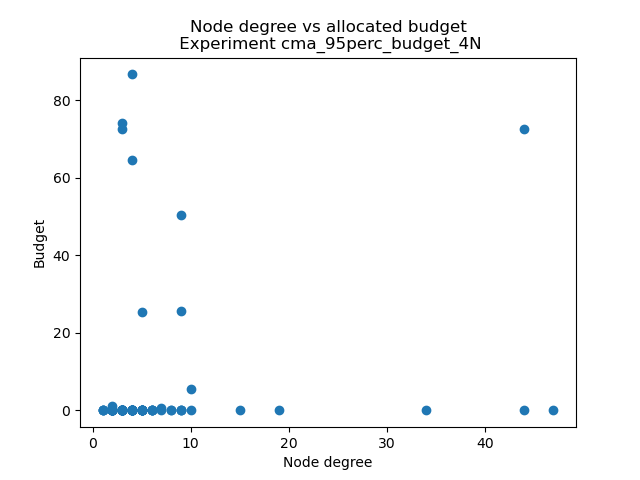 Node degree vs allocated budget
Experiment cma_95perc_budget_4N
80
60
40
20
0
Budget
0 10 20 30 40
Node degree